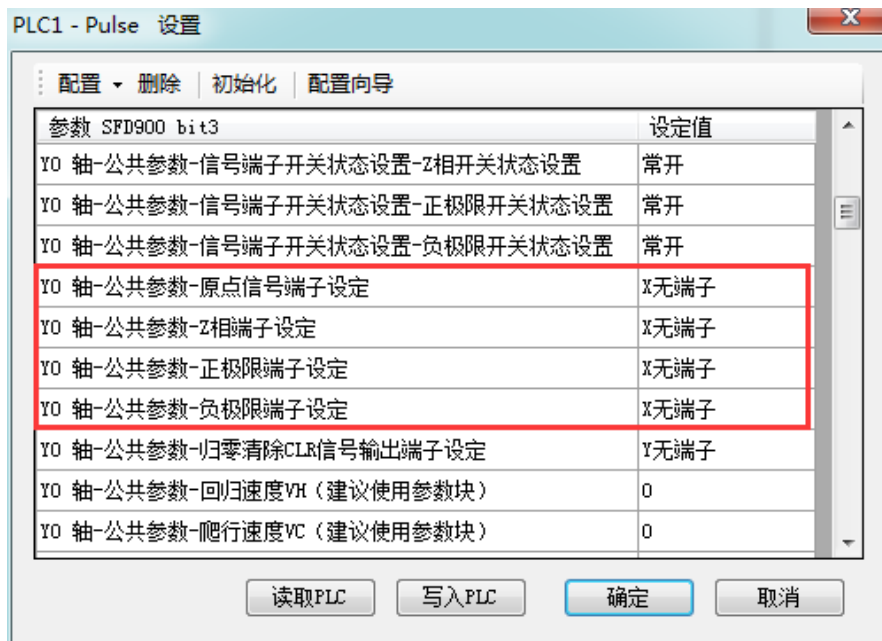 PLC1 - Pulse 设置
配置 删除 初始化 配置向导
参数 SFD900 bit3 设定值
Y0 轴-公共参数-信号端子开关状态设置-Z相开关状态设置 常开
Y0 轴-公共参数-信号端子开关状态设置-正极限开关状态设置 常开
Y0 轴-公共参数-信号端子开关状态设置-负极限开关状态设置 常开
Y0 轴-公共参数-原点信号端子设定 X无端子
Y0 轴-公共参数-Z相端子设定 X无端子
Y0 轴-公共参数-正极限端子设定 X无端子
Y0 轴-公共参数-负极限端子设定 X无端子
Y0 轴-公共参数-归零清除CLR信号输出端子设定 Y无端子
Y0 轴-公共参数-回归速度VH（建议使用参数块） 0
Y0 轴-公共参数-爬行速度VC（建议使用参数块） 0
读取PLC 写入PLC 确定 取消